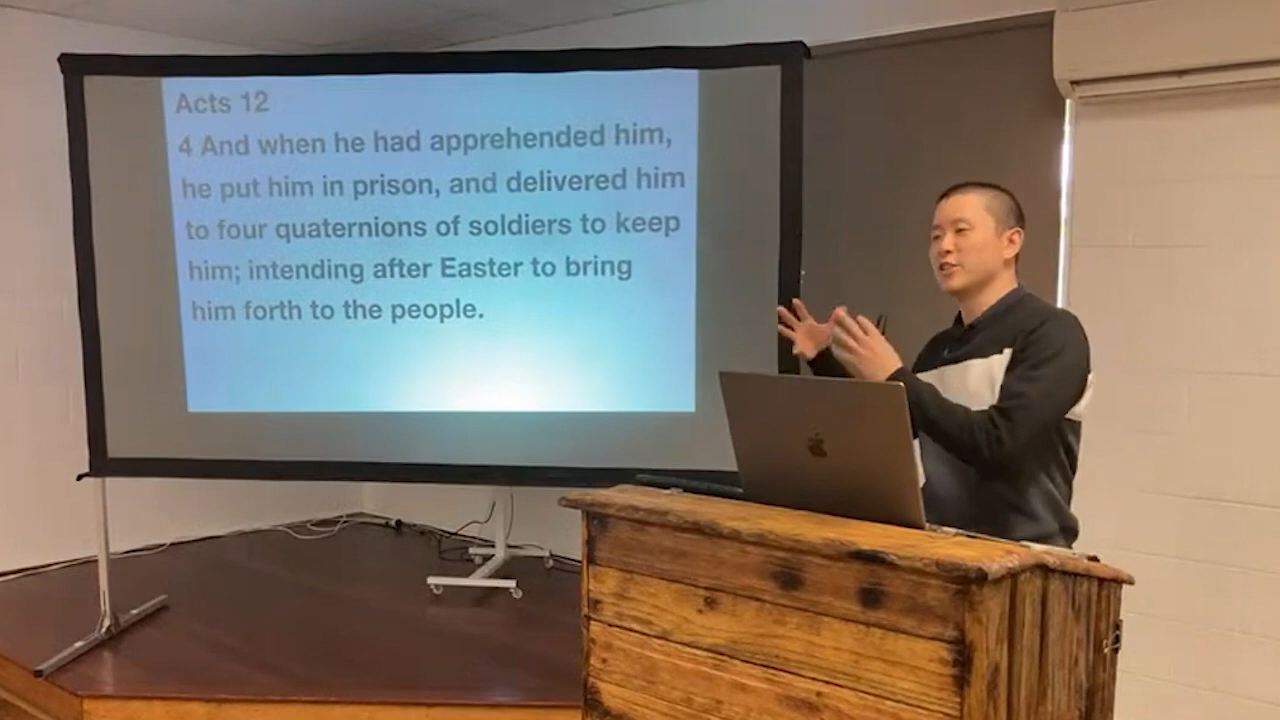 Acts 12
4 And when he had apprehended him,
he put him in prison, and delivered him
to four quaternions of soldiers to keep
him; intending after Easter to bring
him forth to the people.